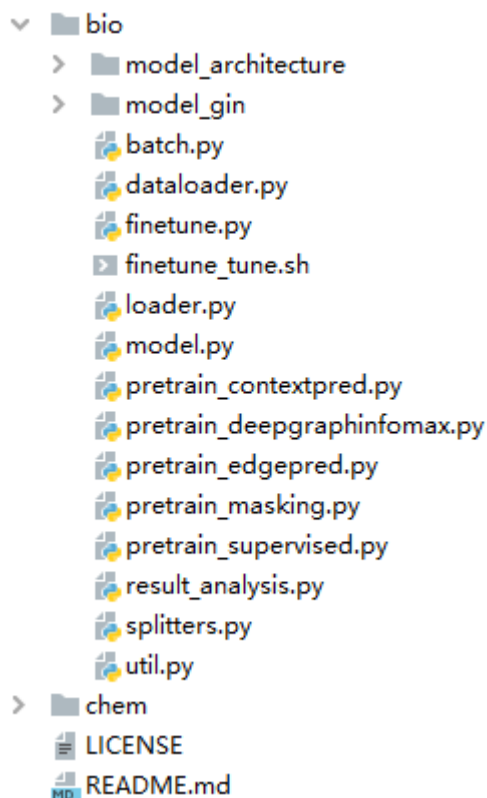 bio
model_architecture
model_gin
batch.py
dataloader.py
finetune.py
finetune_tune.sh
loader.py
model.py
pretrain_contextpred.py
pretrain_deepgraphinfomax.py
pretrain_edgepred.py
pretrain_masking.py
pretrain_supervised.py
result_analysis.py
splitters.py
util.py
chem
LICENSE
MD README.md